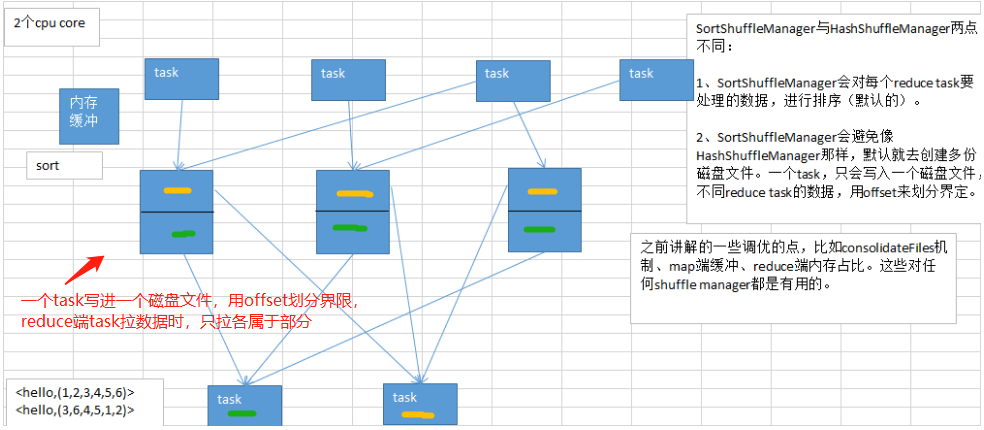 2个cpu core
task
task
task
task
内存
缓冲
sort
SortShuffleManager与HashShuffleManager两点
不同：
1、SortShuffleManager会对每个reduce task要
处理的数据，进行排序（默认的）。
2、SortShuffleManager会避免像
HashShuffleManager那样，默认就去创建多份
磁盘文件。一个task，只会写入一个磁盘文件，
不同reduce task的数据，用offset来划分界定。
之前讲解的一些调优的点，比如consolidateFiles机
制、map端缓冲、reduce端内存占比。这些对任
何shuffle manager都是有用的。
一个task写进一个磁盘文件，用offset划分界限，
reduce端task拉数据时，只拉各属于部分
<hello,(1,2,3,4,5,6)>
<hello,(3,6,4,5,1,2)>
task
task